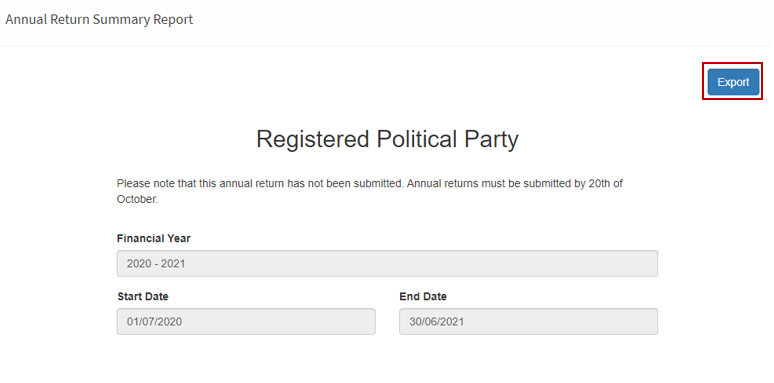 Annual Return Summary Report
Export
Registered Political Party
Please note that this annual return has not been submitted. Annual returns must be submitted by 20th of
October.
Financial Year
2020 - 2021
Start Date
End Date
01/07/2020
30/06/2021